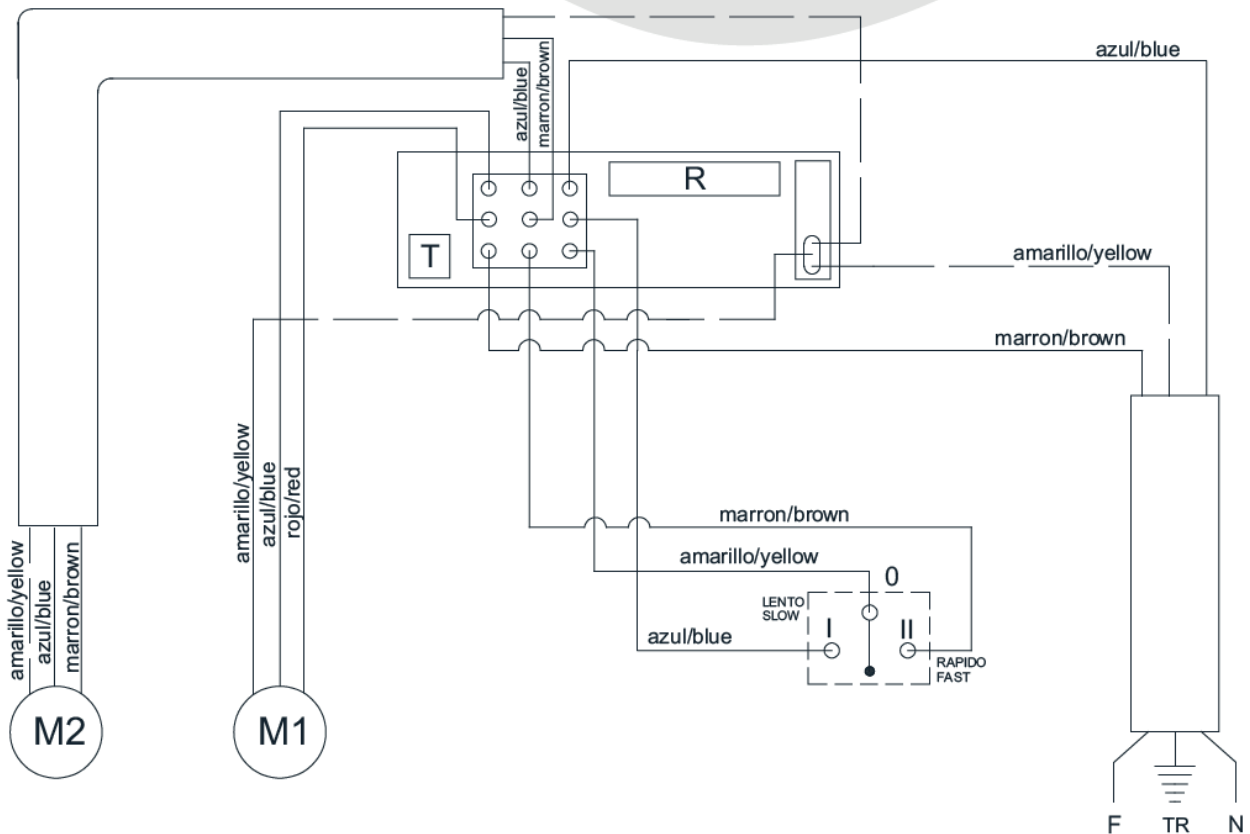 azul/blue
azul/blue
marron/brown
R
T
amarillo/yellow
marron/brown
amarillo/yellow
azul/blue
rojo/red
marron/brown
amarillo/yellow
0
LENTO
SLOW
I
II
azul/blue
RAPIDO
FAST
amarillo/yellow
azul/blue
marron/brown
M2
M1
F
TR
N